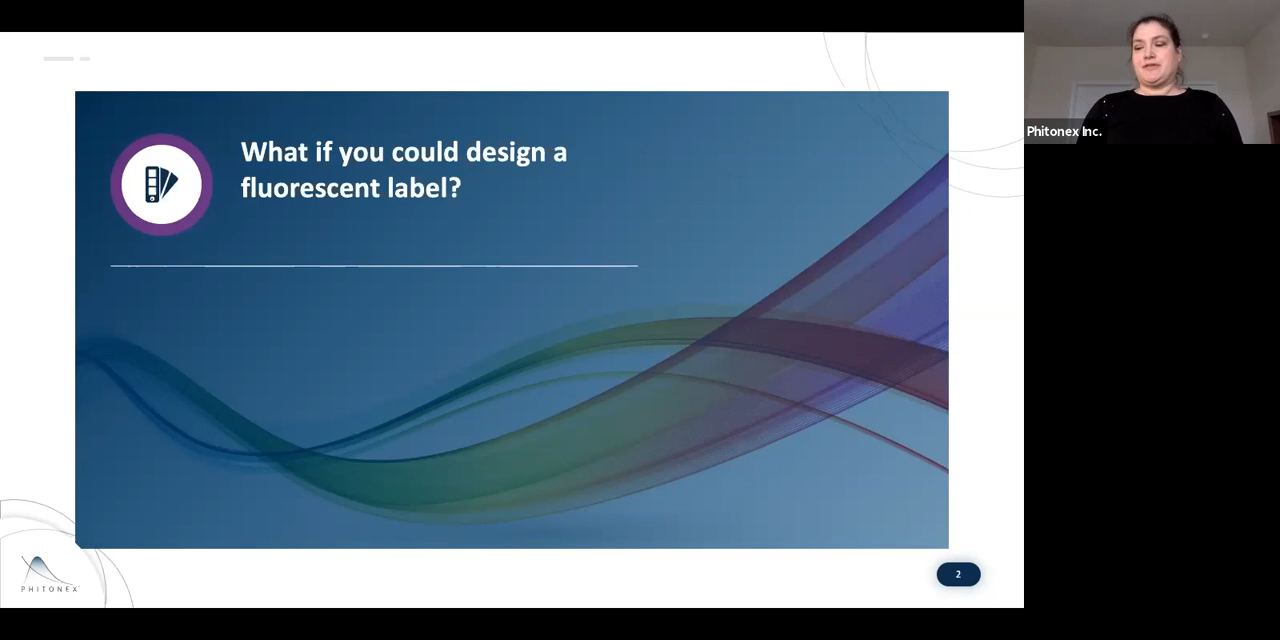 What if you could design a
fluorescent label?
Phitonex Inc.
PHITONEX
2